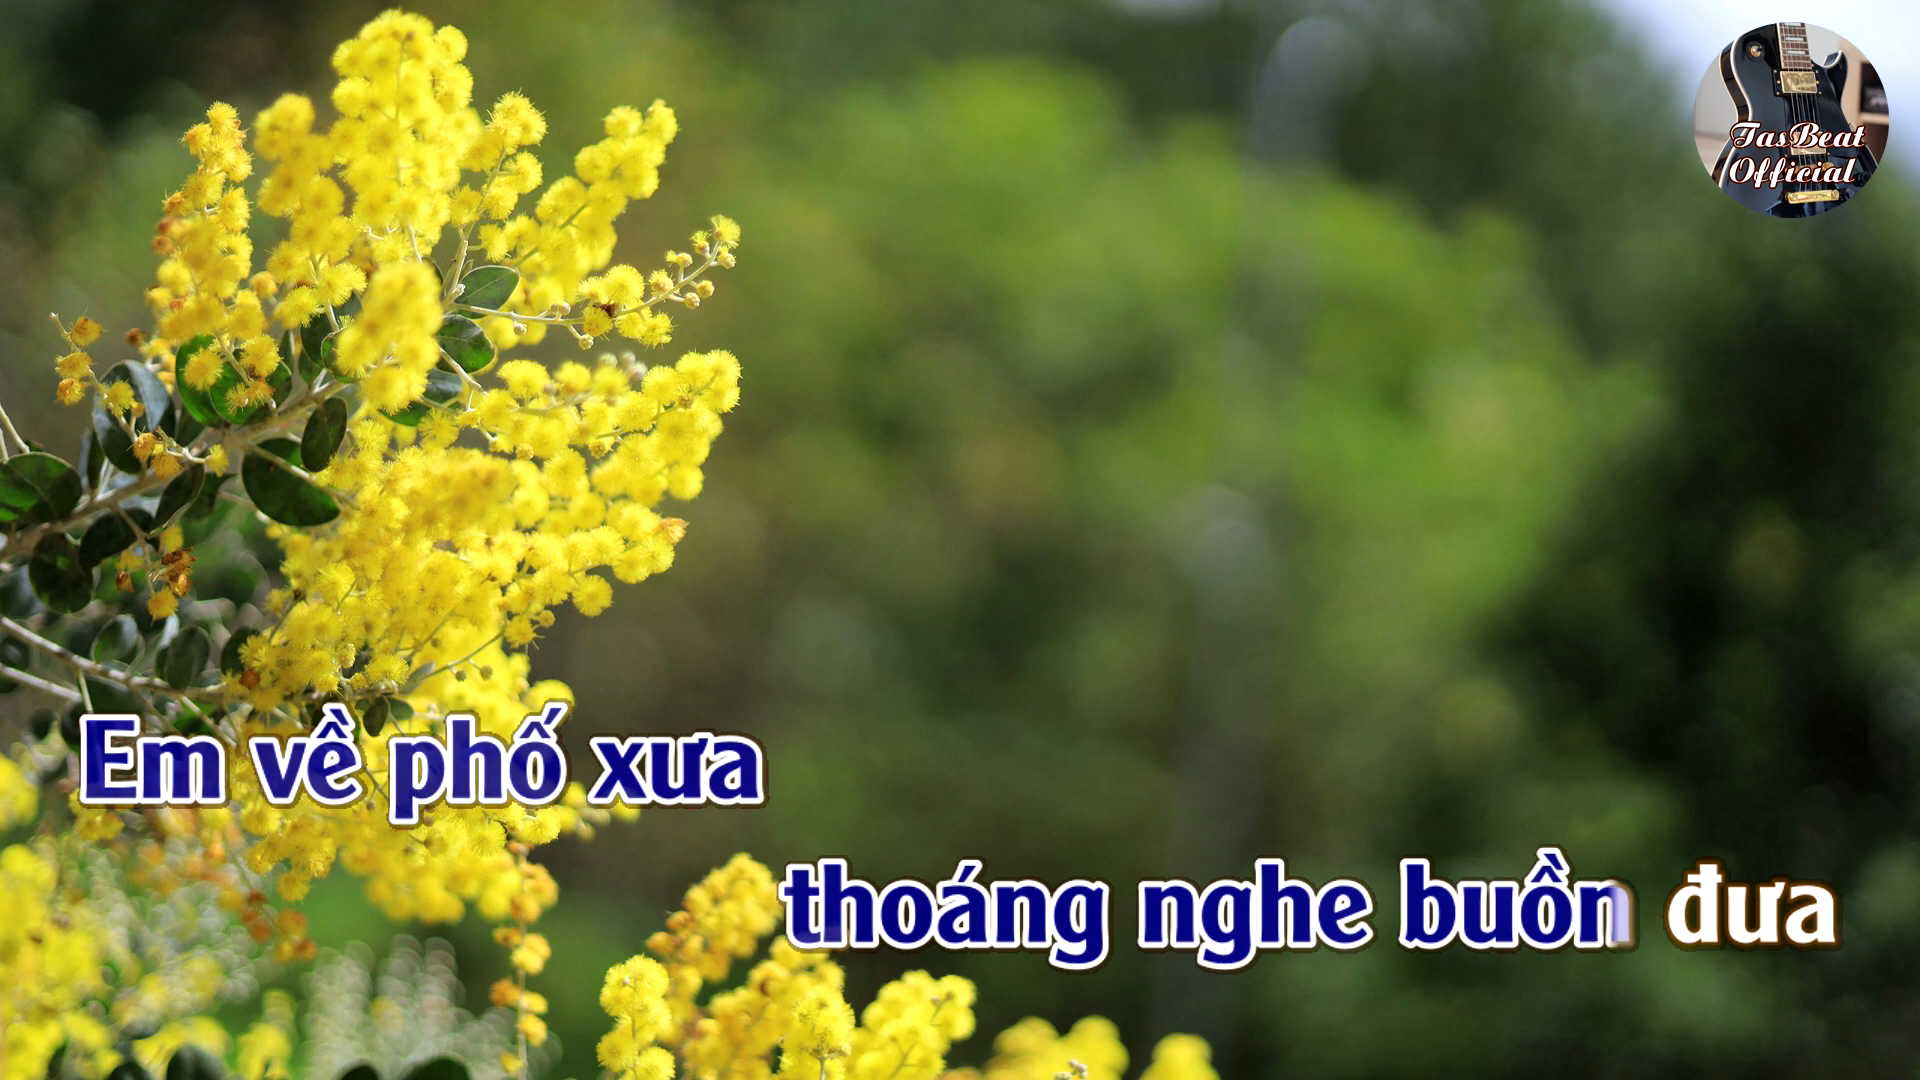 TasBeat
Official
Em về phố xưa
thoáng nghe buồn đưa